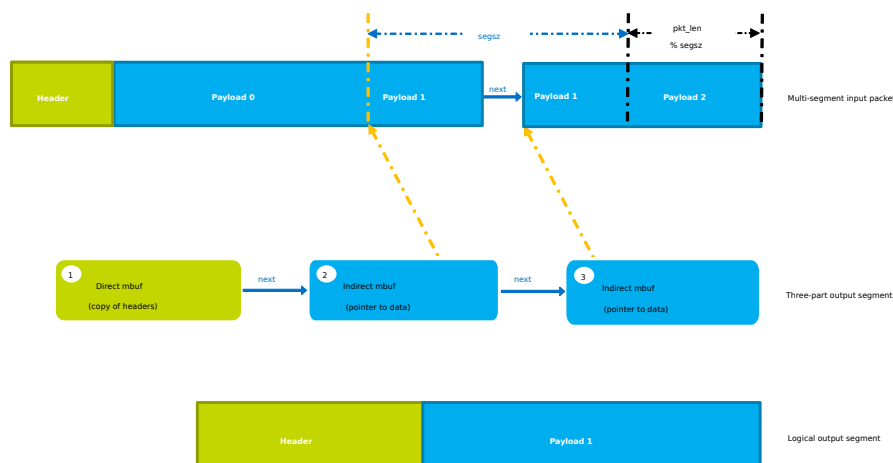 segsz
pkt_len
% segsz
Header
Payload 0
Payload 1
next
Payload 1
Payload 2
Multi-segment input packet
1
Direct mbuf
(copy of headers)
next
2
Indirect mbuf
(pointer to data)
next
3
Indirect mbuf
(pointer to data)
Three-part output segment
Header
Payload 1
Logical output segment